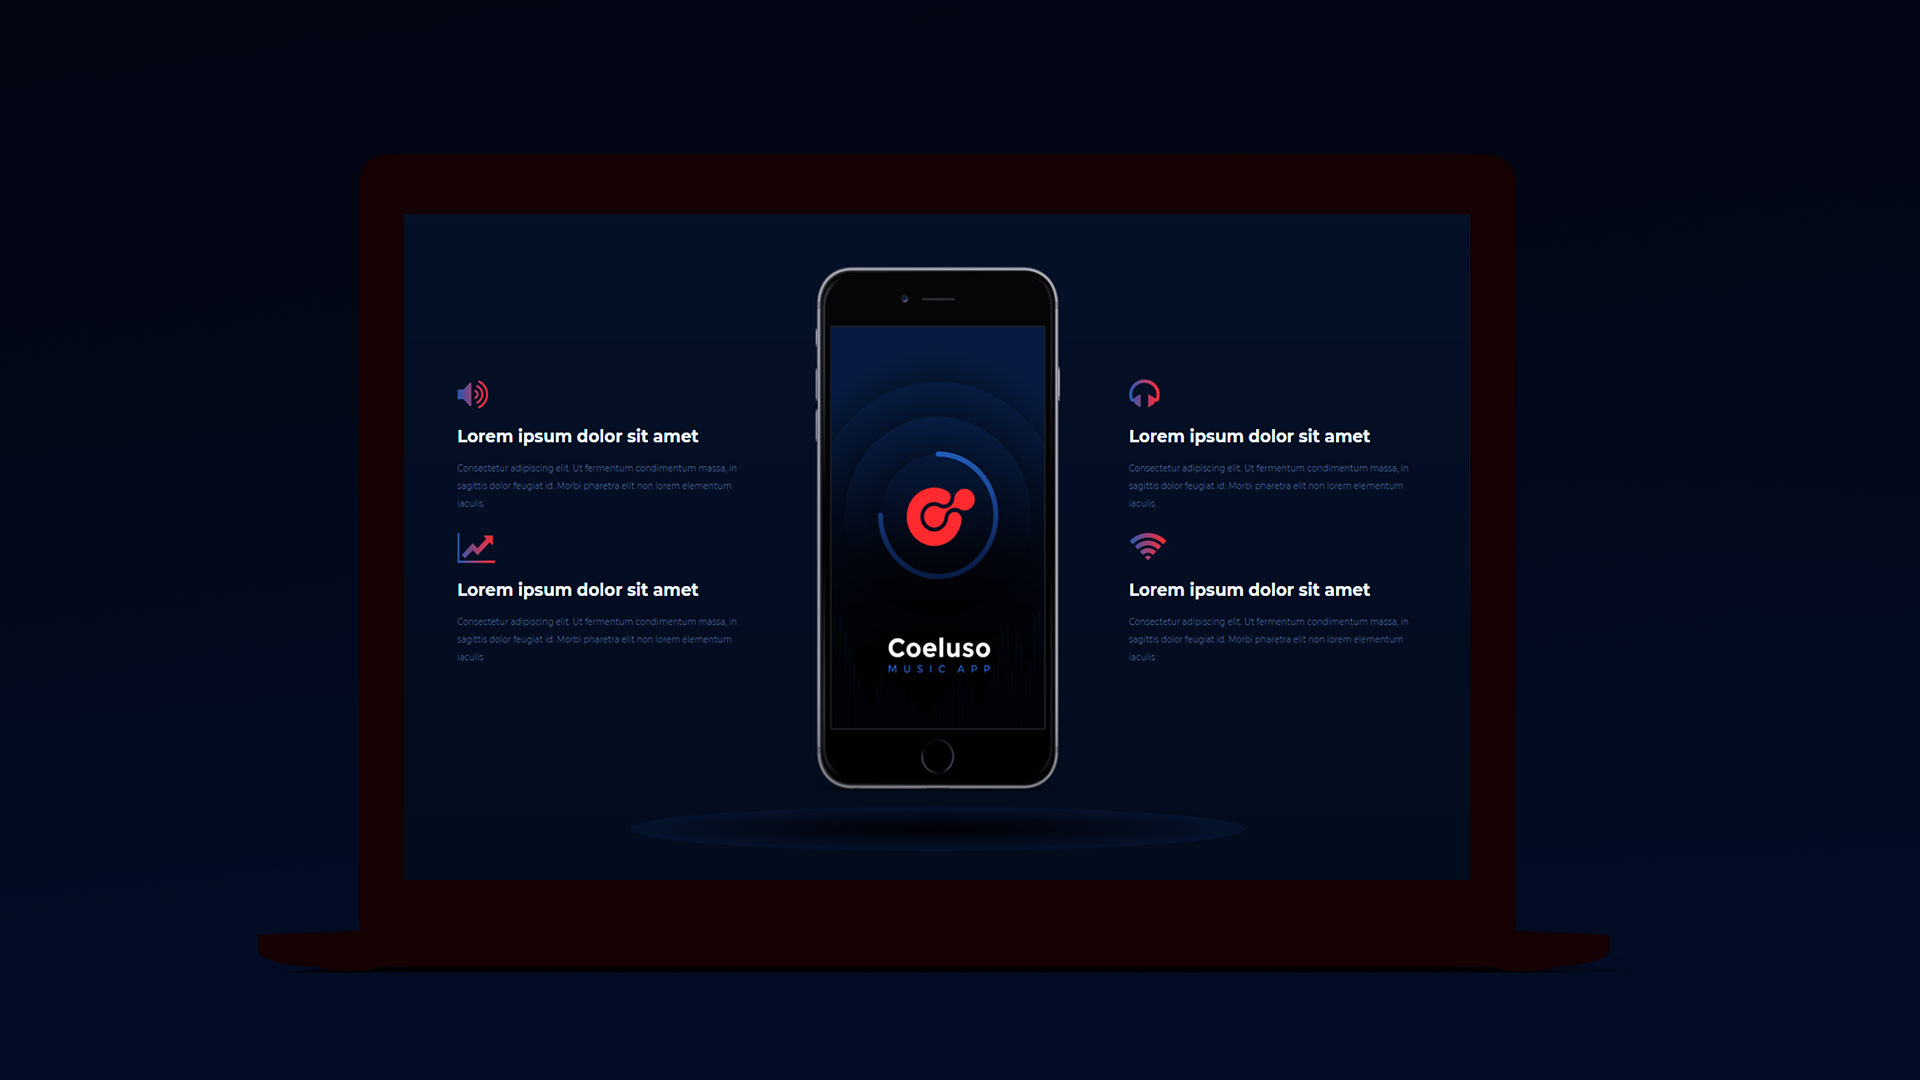 Lorem ipsum dolor sit amet
Consectetur adipiscing elit. Ut fermentum condimentum massa, in
sagittis dolor feugiat id. Morbi pharetra elit non lorem elementum
iaculis.
Lorem ipsum dolor sit amet
Consectetur adipiscing elit. Ut fermentum condimentum massa, in
sagittis dolor feugiat id. Morbi pharetra elit non lorem elementum
iaculis.
Coeluso
MUSIC APP
Lorem ipsum dolor sit amet
Consectetur adipiscing elit. Ut fermentum condimentum massa, in
sagittis dolor feugiat id. Morbi pharetra elit non lorem elementum
iaculis.
Lorem ipsum dolor sit amet
Consectetur adipiscing elit. Ut fermentum condimentum massa, in
sagittis dolor feugiat id. Morbi pharetra elit non lorem elementum
iaculis.